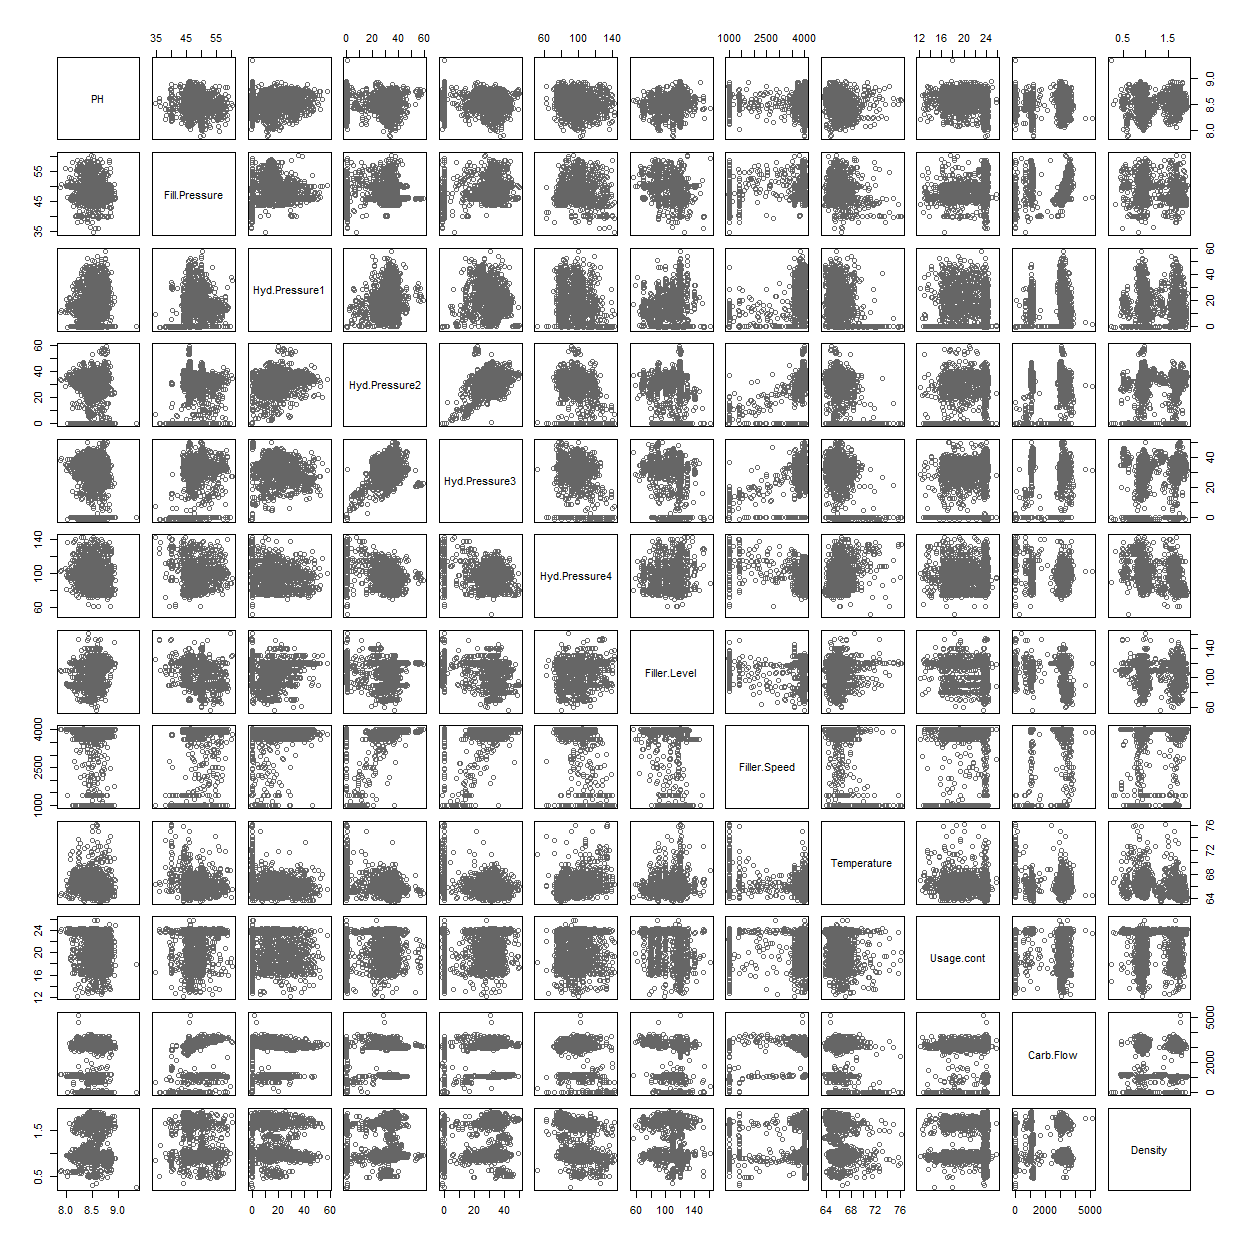 35 45 55 0 20 40 60 60 100 140 1000 2500 4000 12 16 20 24 0.5 1.5
PH
8.0 8.5 9.0
Fill.Pressure
35 45 55
Hyd.Pressure1
0 20 40 60
Hyd.Pressure2
0 20 40 60
Hyd.Pressure3
0 20 40
Hyd.Pressure4
60 100 140
Filler.Level
60 100 140
Filler.Speed
1000 2500 4000
Temperature
64 68 72 76
Usage.cont
12 16 20 24
Carb.Flow
0 2000 5000
Density
0.5 1.5
8.0 8.5 9.0 0 20 40 60 0 20 40 60 100 140 64 68 72 76 0 2000 5000